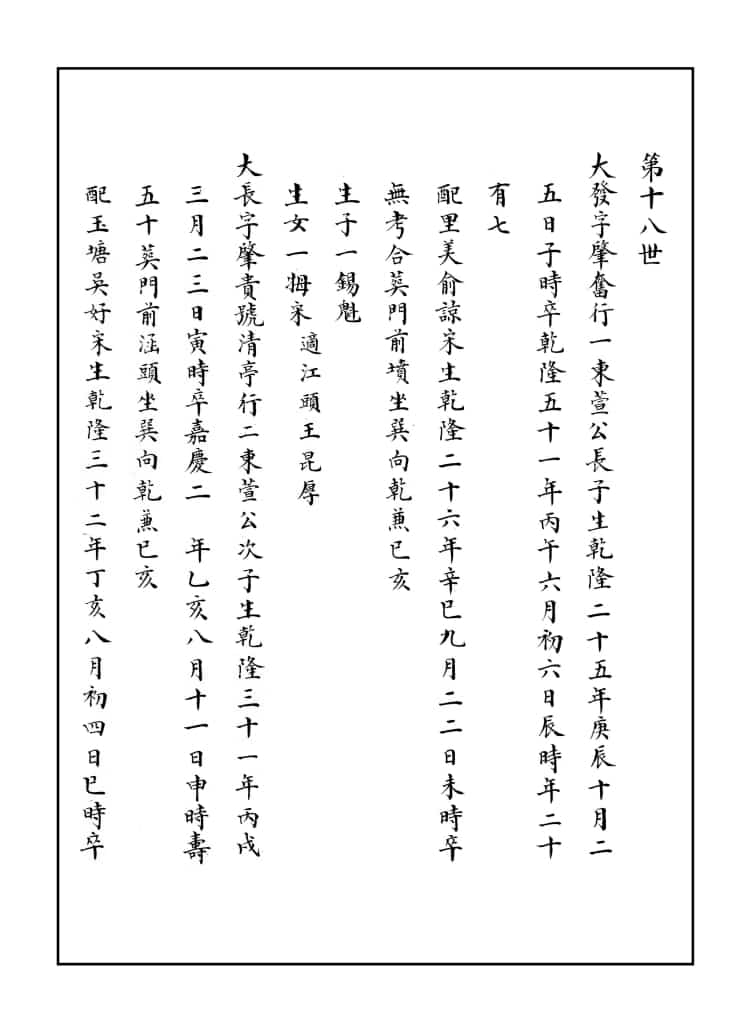 第十八世
大發字肇奮行一東萱公長子生乾隆二十五年庚辰十月二
五日子時卒乾隆五十一年丙午六月初六日辰時年二十
有七
配里美俞諒宋生乾隆二十六年辛巳九月二二日未時卒
無考合葬門前墳坐巽向乾兼巳亥
生子一錫魁
生女一㛿宋適江頭王昆厚
大長字肇貴號清亭行二東萱公次子生乾隆三十一年丙戌
三月二三日寅時卒嘉慶二 年乙亥八月十一日申時壽
五十葬門前涵頭坐巽向乾兼巳亥
配玉塘吳好宋生乾隆三十二年丁亥八月初四日巳時卒